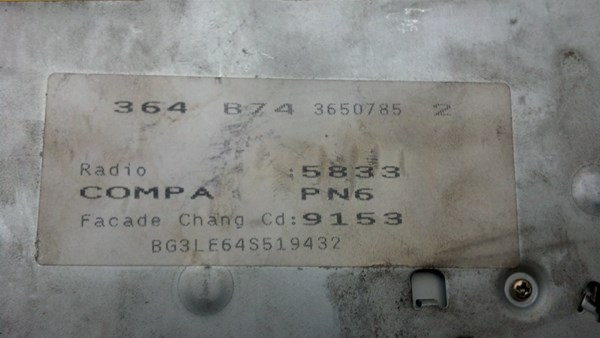 364 B74 3650785 2
Radio :5833
COMPA PN6
Facade Chang Cd:9153
BG3LE64S519432